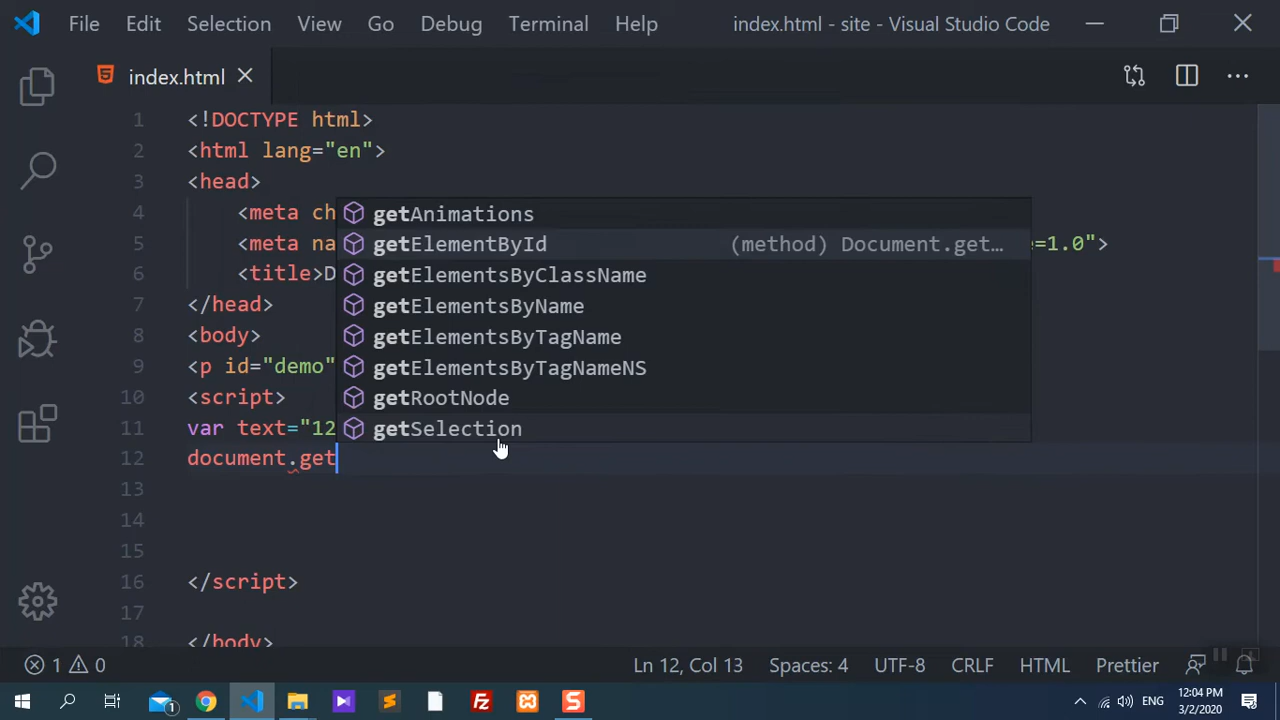 File Edit Selection View Go Debug Terminal Help index.html - site - Visual Studio Code
index.html
1 <!DOCTYPE html>
2 <html lang="en">
3 <head>
4 <meta ch
getAnimations
5 <meta na
getElementById (method) Document.get… e=1.0">
6 <title>D
getElementsByClassName
7 </head>
getElementsByName
8 <body>
getElementsByTagName
9 <p id="demo"
getElementsByTagNameNS
10 <script>
getRootNode
11 var text="12
getSelection
12 document.get
13
14
15
16 </script>
17
18 </body>
1 0 Ln 12, Col 13 Spaces: 4 UTF-8 CRLF HTML Prettier
1 ENG 12:04 PM
3/2/2020